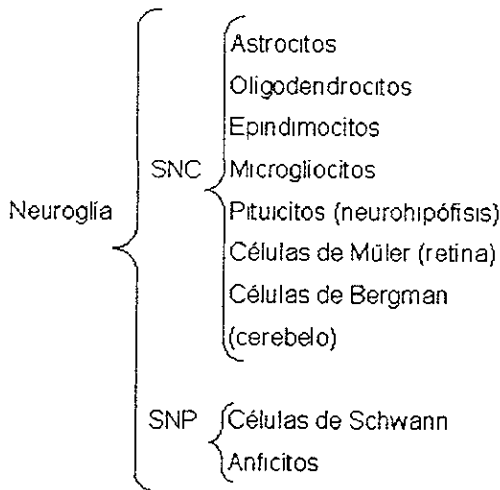 Neuroglía
SNC
Astrocitos
Oligodendrocitos
Epindimocitos
Microgliocitos
Pituicitos (neurohipófisis)
Células de Müler (retina)
Células de Bergman
(cerebelo)
SNP
Células de Schwann
Anficitos